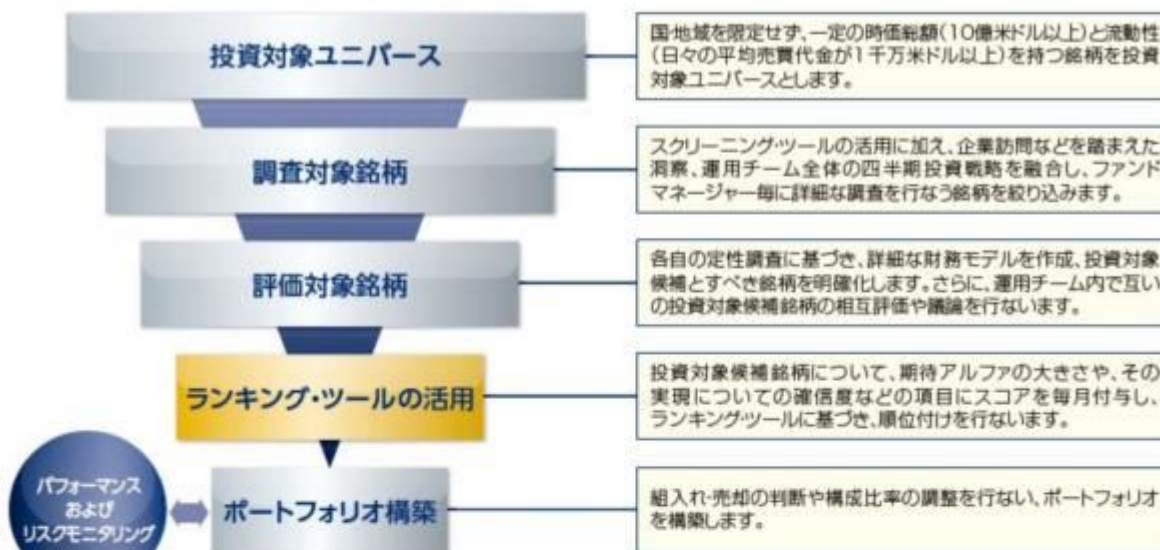 投資対象ユニバース
国・地域を限定せず、一定の時価総額（10億米ドル以上）と流動性
（日々の平均売買代金が1千万米ドル以上）を持つ銘柄を投資
対象ユニバースとします。
調査対象銘柄
スクリーニング・ツールの活用に加え、企業訪問などを踏まえた
洞察、運用チーム全体の四半期投資戦略を融合し、ファンド
マネージャー毎に詳細な調査を行なう銘柄を絞り込みます。
評価対象銘柄
各自の定性調査に基づき、詳細な財務モデルを作成、投資対象
候補とすべき銘柄を明確化します。さらに、運用チーム内で互い
の投資対象候補銘柄の相互評価や議論を行ないます。
ランキング・ツールの活用
投資対象候補銘柄について、期待アルファの大きさや、その
実現についての確信度などの項目にスコアを毎月付与し、
ランキング・ツールに基づき、順位付けを行ないます。
パフォーマンス
および
リスクモニタリング
ポートフォリオ構築
組入れ・売却の判断や構成比率の調整を行ない、ポートフォリオ
を構築します。